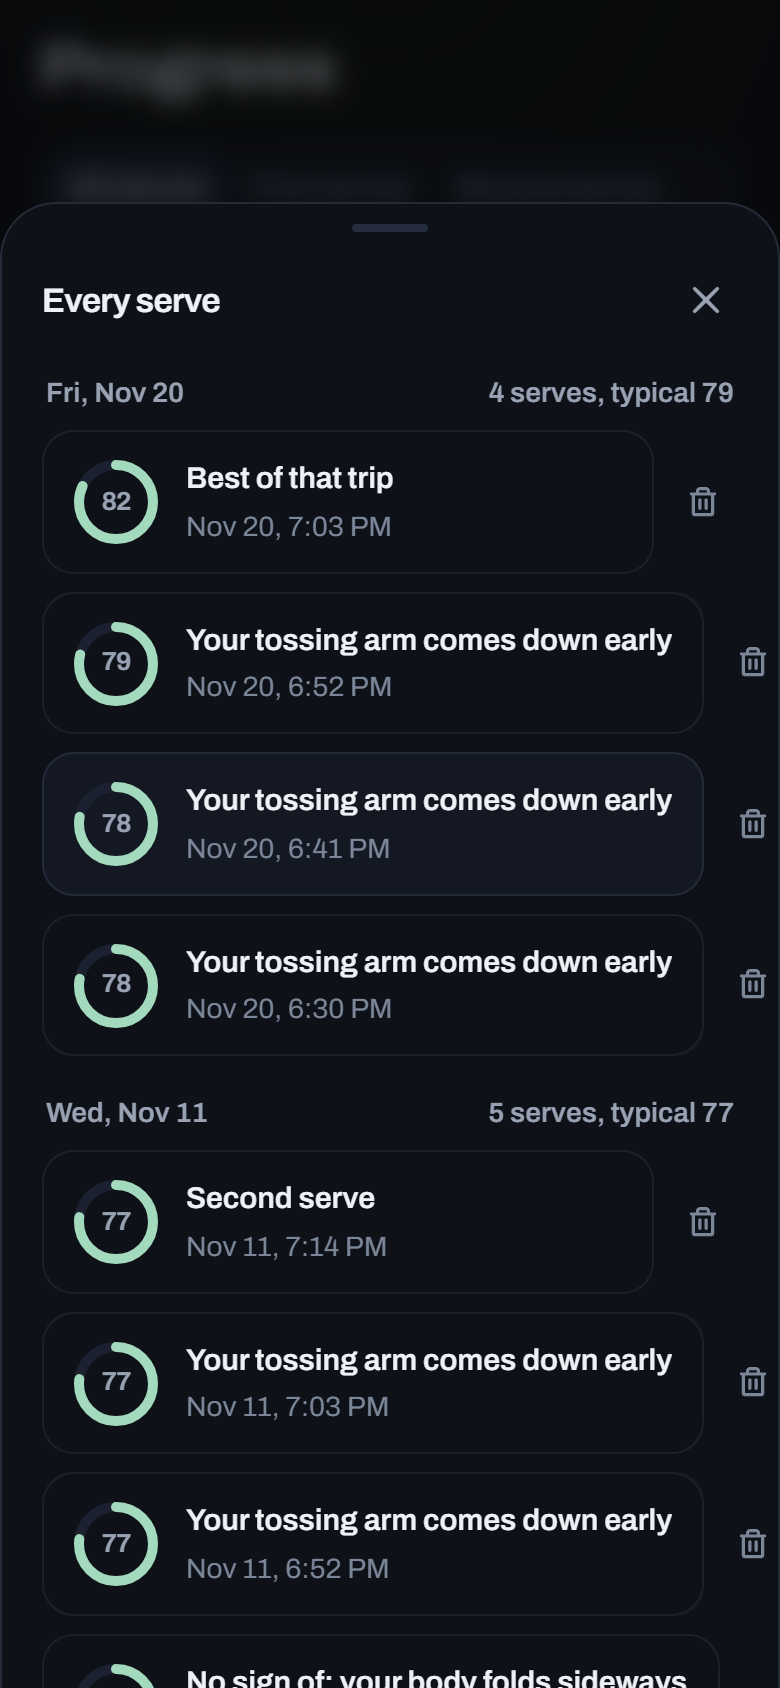 Progress
Every serve
Fri, Nov 20
4 serves, typical 79
82
Best of that trip
Nov 20, 7:03 PM
79
Your tossing arm comes down early
Nov 20, 6:52 PM
78
Your tossing arm comes down early
Nov 20, 6:41 PM
78
Your tossing arm comes down early
Nov 20, 6:30 PM
Wed, Nov 11
5 serves, typical 77
77
Second serve
Nov 11, 7:14 PM
77
Your tossing arm comes down early
Nov 11, 7:03 PM
77
Your tossing arm comes down early
Nov 11, 6:52 PM
No sign of: your body folds sideways